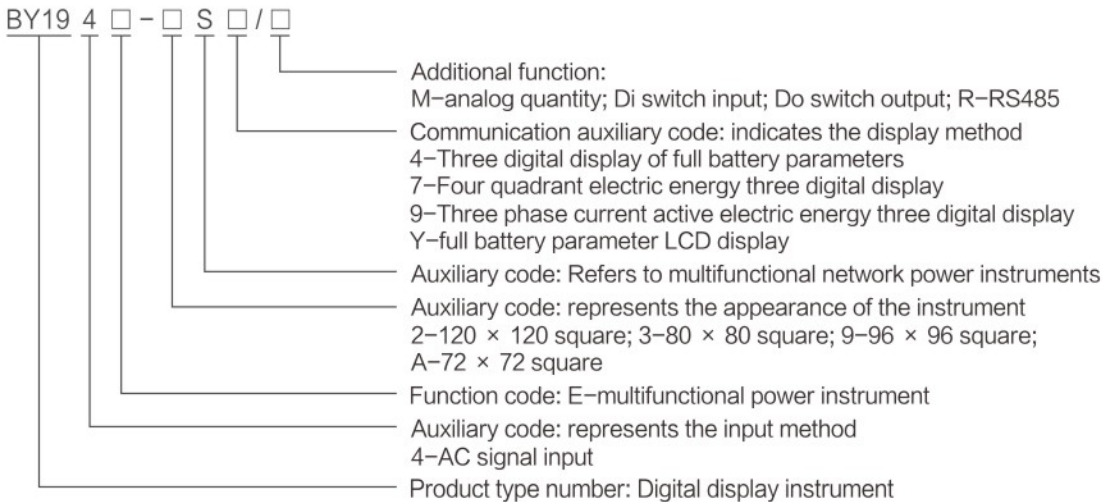 BY19 4 □ - □ S □ / □
Additional function:
M-analog quantity; Di switch input; Do switch output; R-RS485
Communication auxiliary code: indicates the display method
4-Three digital display of full battery parameters
7-Four quadrant electric energy three digital display
9-Three phase current active electric energy three digital display
Y-full battery parameter LCD display
Auxiliary code: Refers to multifunctional network power instruments
Auxiliary code: represents the appearance of the instrument
2-120 × 120 square; 3-80 × 80 square; 9-96 × 96 square;
A-72 × 72 square
Function code: E-multifunctional power instrument
Auxiliary code: represents the input method
4-AC signal input
Product type number: Digital display instrument